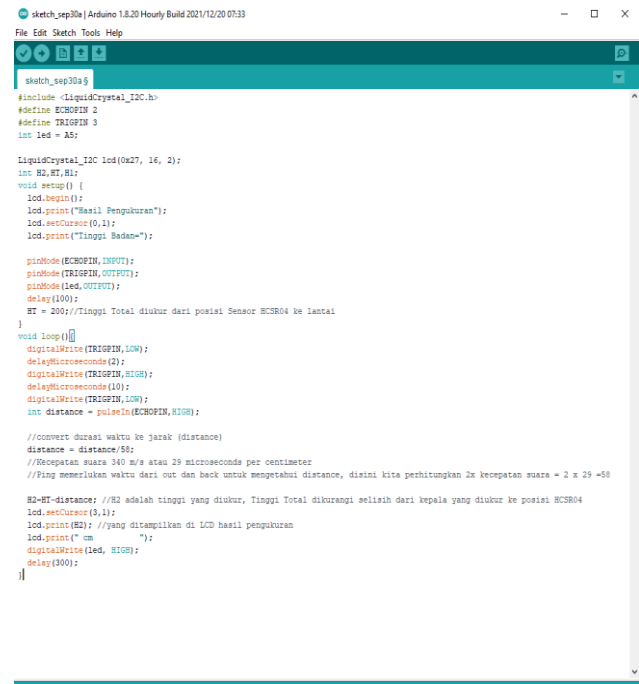 sketch_sep30a | Arduino 1.8.20 Hourly Build 2021/12/20 07:33
File Edit Sketch Tools Help
sketch_sep30a §
#include <LiquidCrystal_I2C.h>
#define ECHOPIN 2
#define TRIGPIN 3
int led = A5;
LiquidCrystal_I2C lcd(0x27, 16, 2);
int H2,HT,H1;
void setup() {
lcd.begin();
lcd.print("Hasil Pengukuran");
lcd.setCursor(0,1);
lcd.print("Tinggi Badan=");
pinMode(ECHOPIN,INPUT);
pinMode(TRIGPIN,OUTPUT);
pinMode(led,OUTPUT);
delay(100);
HT = 200;//Tinggi Total diukur dari posisi Sensor HCSR04 ke lantai
}
void loop(){
digitalWrite(TRIGPIN,LOW);
delayMicroseconds(2);
digitalWrite(TRIGPIN,HIGH);
delayMicroseconds(10);
digitalWrite(TRIGPIN,LOW);
int distance = pulseIn(ECHOPIN,HIGH);
//convert durasi waktu ke jarak (distance)
distance = distance/58;
//Kecepatan suara 340 m/s atau 29 microseconds per centimeter
//Ping memerlukan waktu dari out dan back untuk mengetahui distance, disini kita perhitungkan 2x kecepatan suara = 2 x 29 =58
H2=HT-distance; //H2 adalah tinggi yang diukur, Tinggi Total dikurangi selisih dari kepala yang diukur ke posisi HCSR04
lcd.setCursor(3,1);
lcd.print(H2); //yang ditampilkan di LCD hasil pengukuran
lcd.print(" cm         ");
digitalWrite(led, HIGH);
delay(300);
}